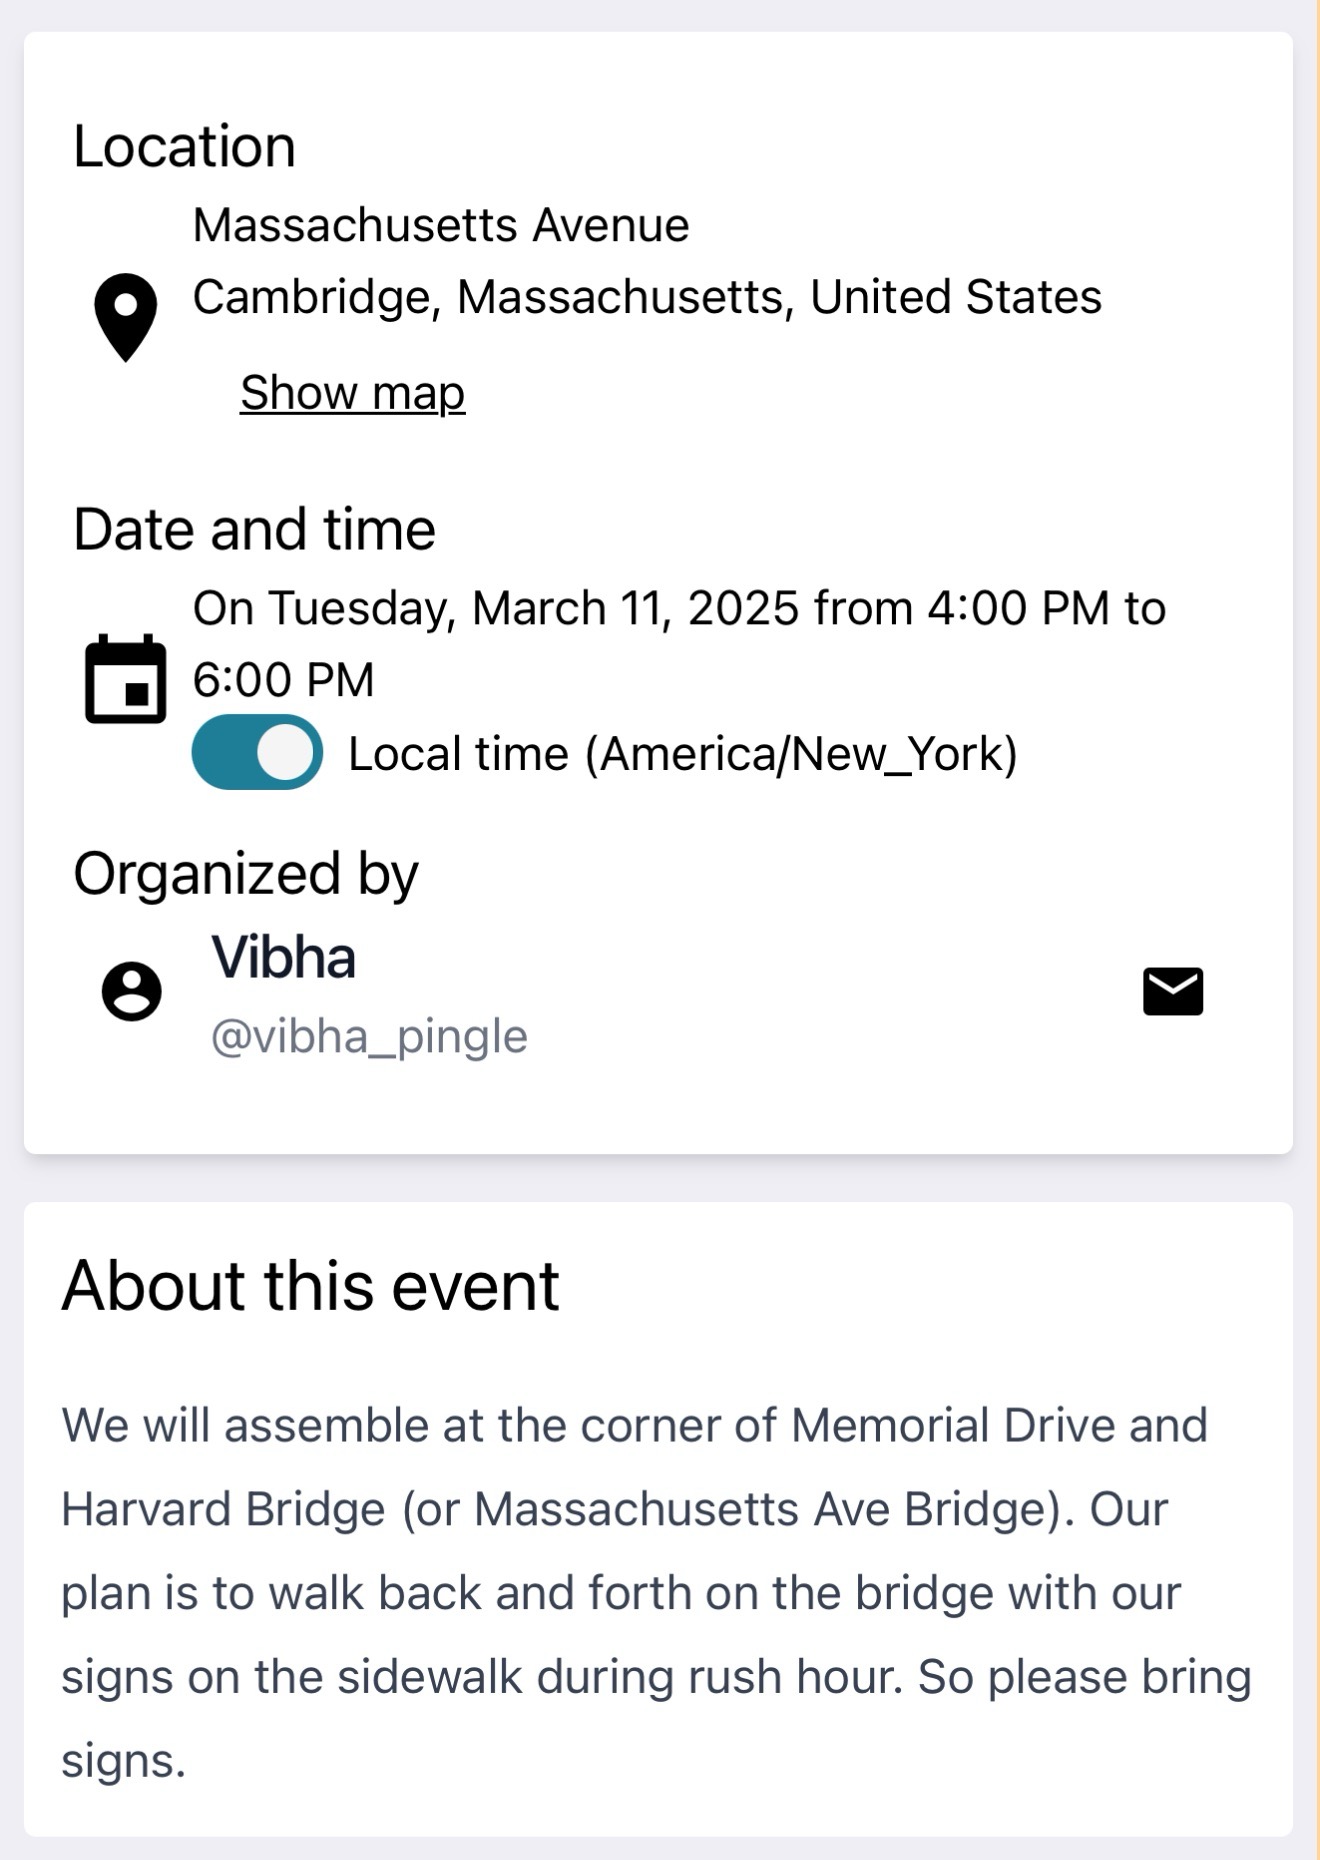 Location
Massachusetts Avenue
Cambridge, Massachusetts, United States
Show map
Date and time
On Tuesday, March 11, 2025 from 4:00 PM to
6:00 PM
Local time (America/New_York)
Organized by
Vibha
@vibha_pingle
About this event
We will assemble at the corner of Memorial Drive and
Harvard Bridge (or Massachusetts Ave Bridge). Our
plan is to walk back and forth on the bridge with our
signs on the sidewalk during rush hour. So please bring
signs.